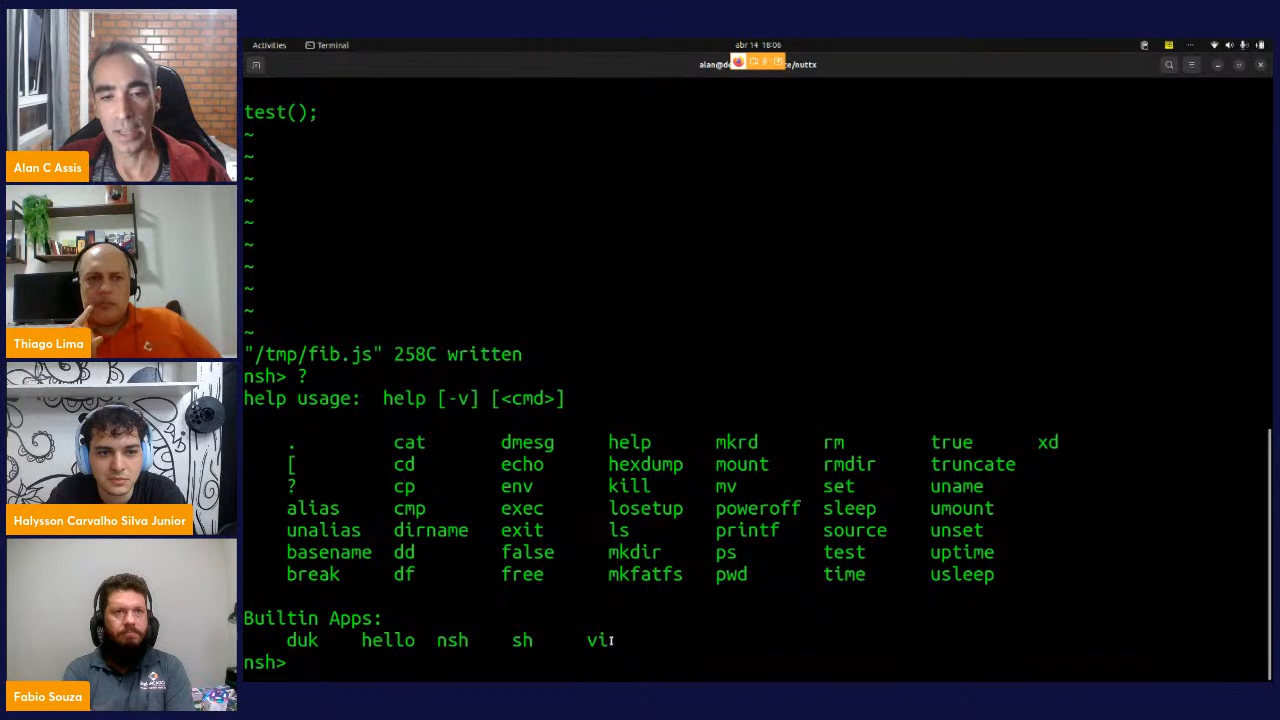 Activities
Terminal
abr 14 18:06
alan@d
e/nuttx
test();
~
~
~
~
~
~
~
~
~
~
"/tmp/fib.js" 258C written
nsh> ?
help usage:  help [-v] [<cmd>]
. cat dmesg help mkrd rm true xd
[ cd echo hexdump mount rmdir truncate
? cp env kill mv set uname
alias cmp exec losetup poweroff sleep umount
unalias dirname exit ls printf source unset
basename dd false mkdir ps test uptime
break df free mkfatfs pwd time usleep
Builtin Apps:
duk hello nsh sh vi
nsh>
Alan C Assis
Thiago Lima
Halysson Carvalho Silva Junior
Fabio Souza